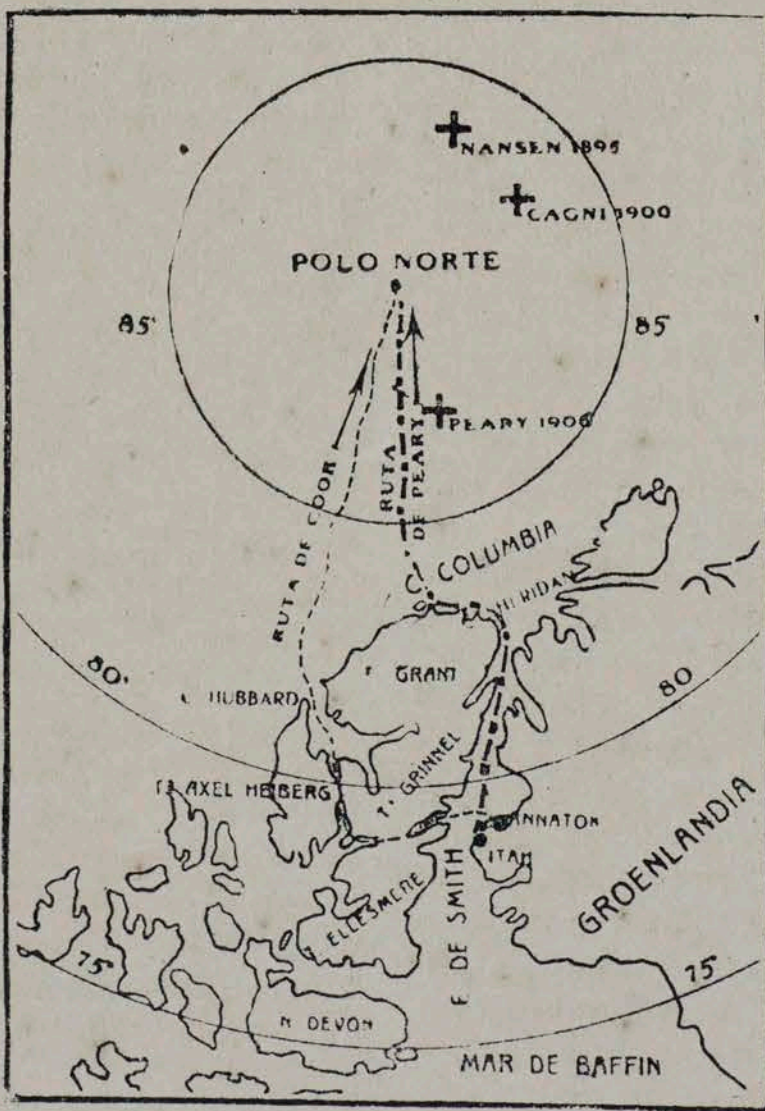 NANSEN 1895
CAGNI 1900
POLO NORTE
85°
85
PEARY 1906
RUTA DE COOK
RUTA
DE PEARY
C. COLUMBIA
80°
80
GRANT
HUBBARD
AXEL HEIBERG
Tª GRINNEL
ANNATOK
ITAH
GROENLANDIA
ELLESMERE
E DE SMITH
75°
75
N DEVON
MAR DE BAFFIN